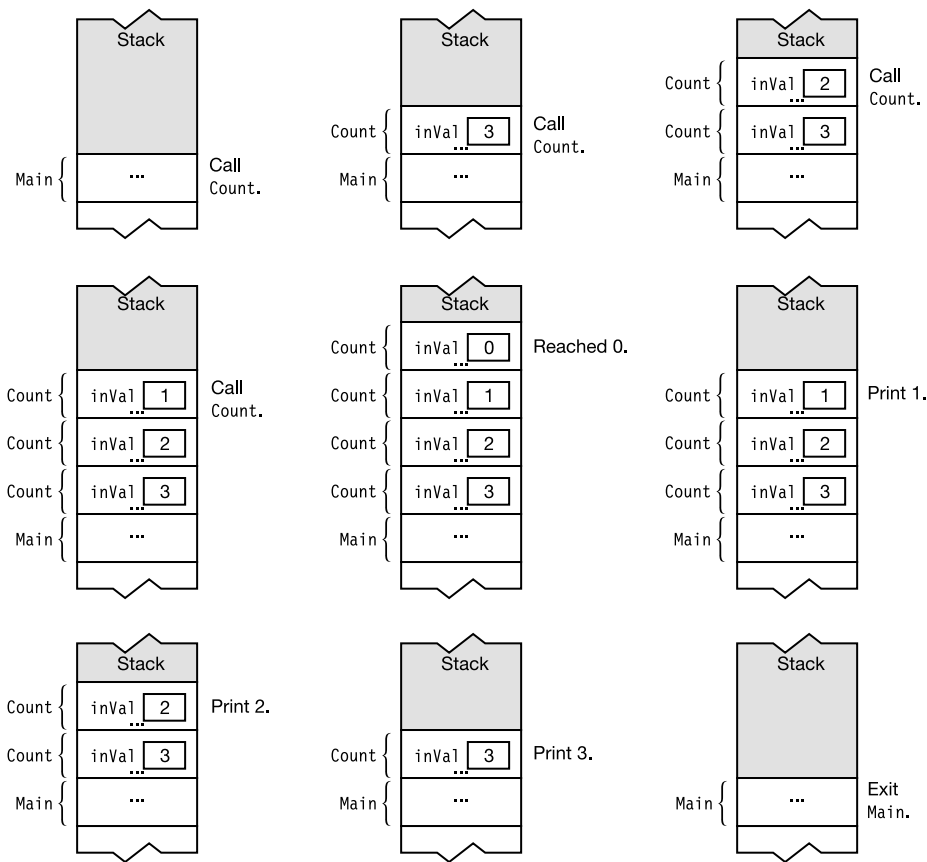 Stack
Main
...
Call
Count.
Stack
Count
inVal 3
...
Call
Count.
Main
...
Stack
Count
inVal 2
...
Call
Count.
Count
inVal 3
...
Main
...
Stack
Count
inVal 1
...
Call
Count.
Count
inVal 2
...
Count
inVal 3
...
Main
...
Stack
Count
inVal 0
...
Reached 0.
Count
inVal 1
...
Count
inVal 2
...
Count
inVal 3
...
Main
...
Stack
Count
inVal 1
...
Print 1.
Count
inVal 2
...
Count
inVal 3
...
Main
...
Stack
Count
inVal 2
...
Print 2.
Count
inVal 3
...
Main
...
Stack
Count
inVal 3
...
Print 3.
Main
...
Stack
Main
...
Exit
Main.